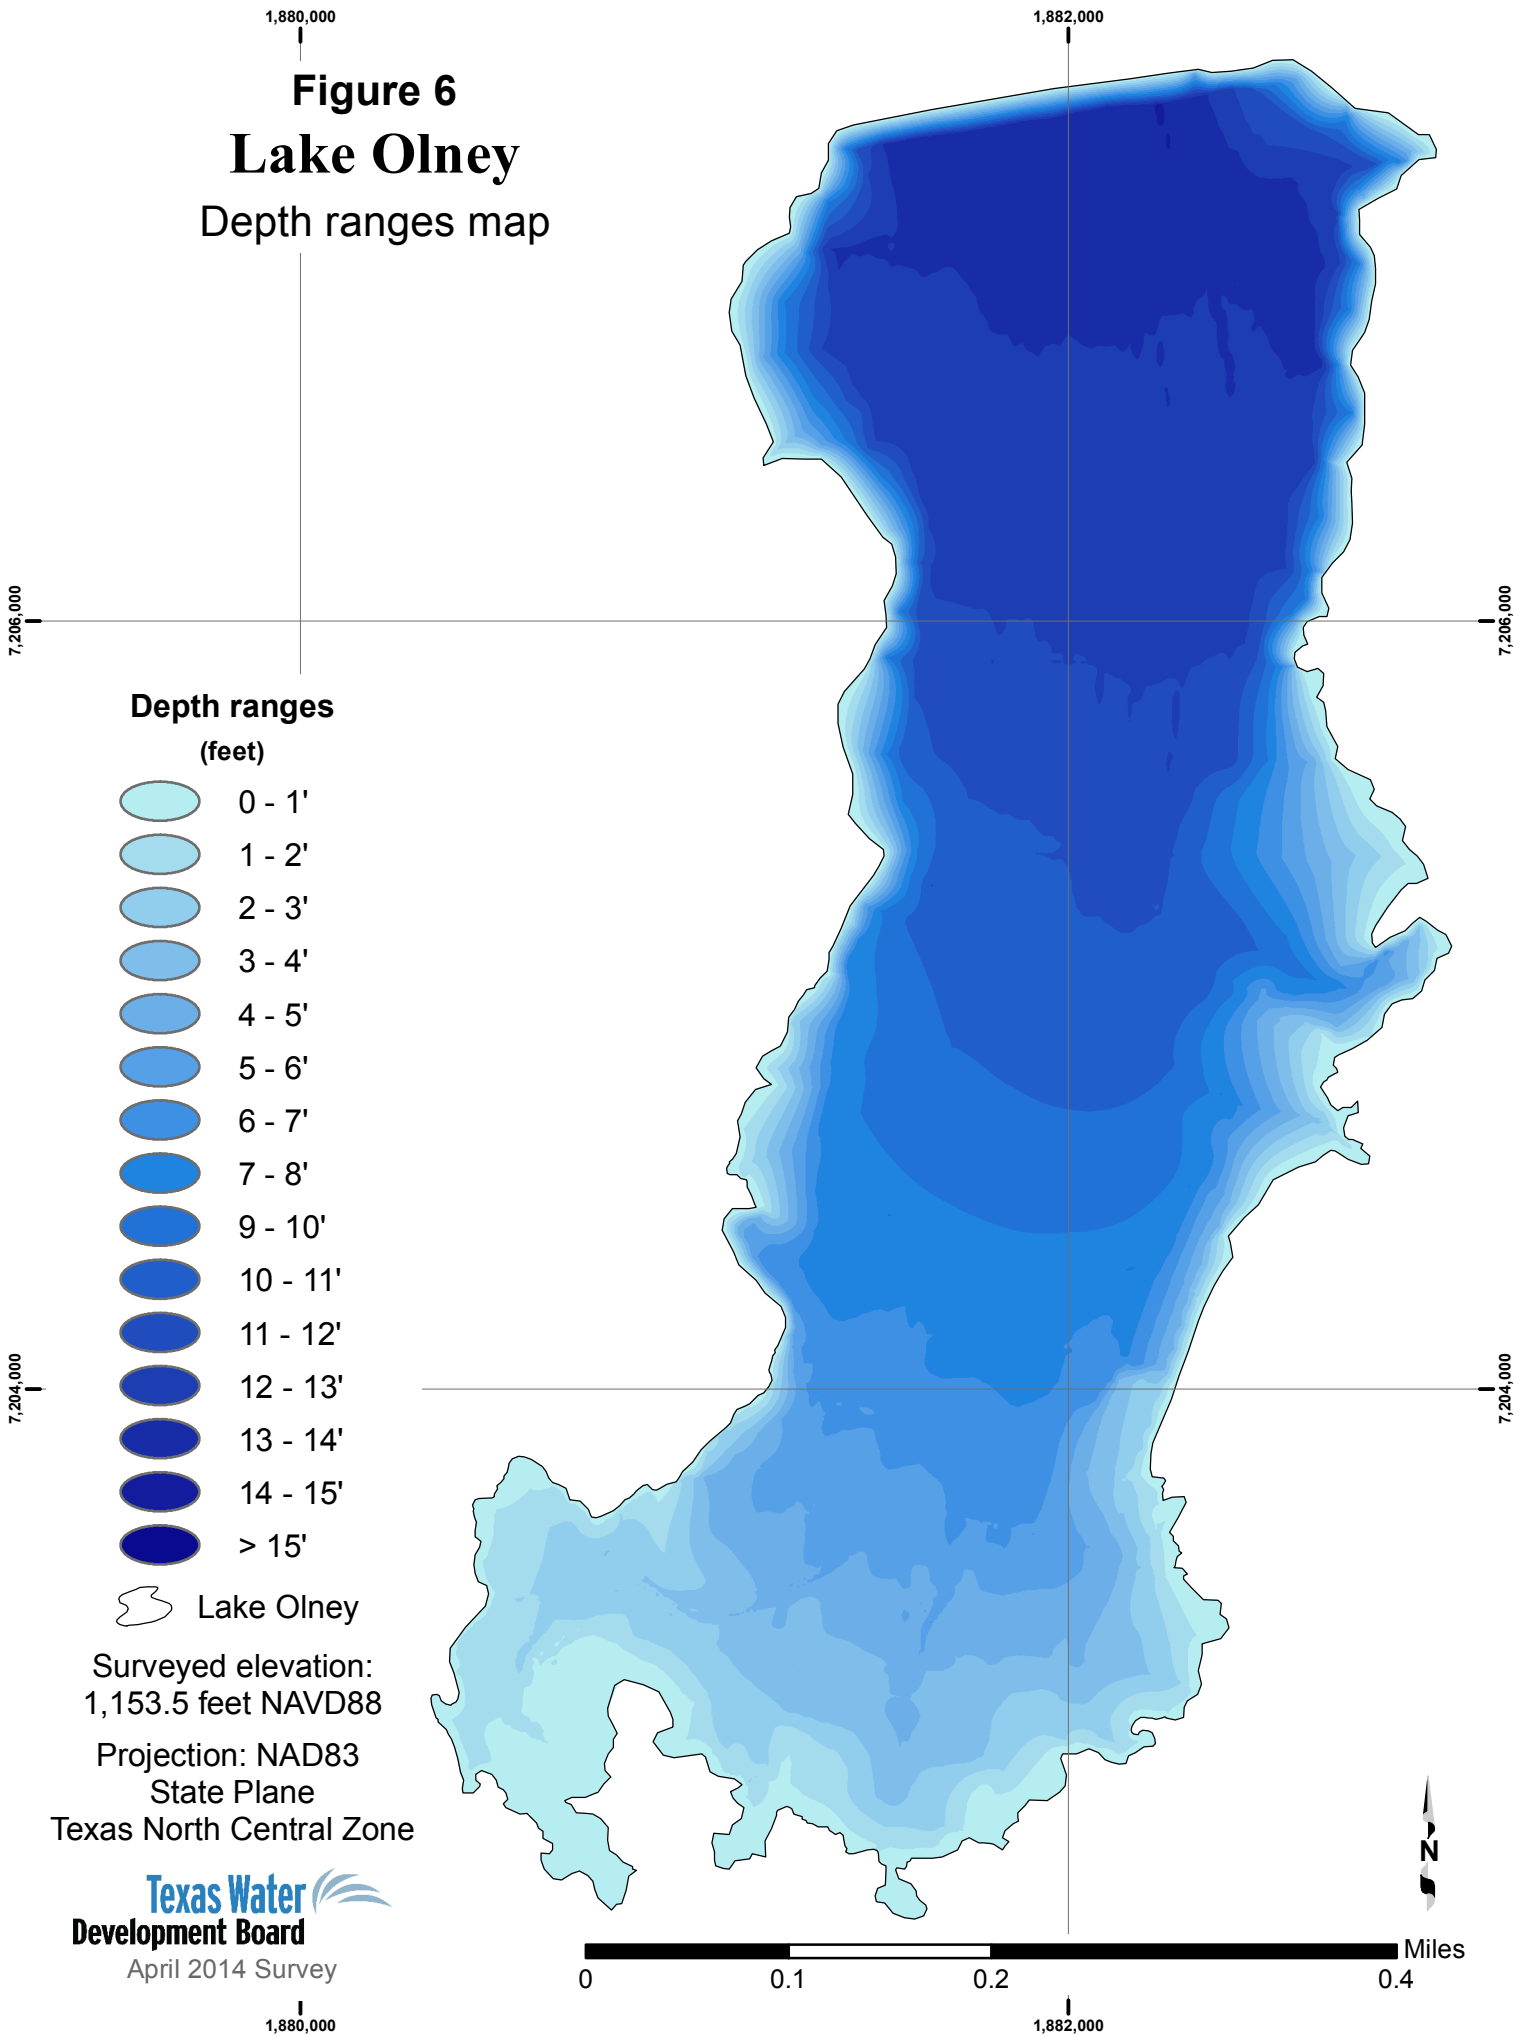 1,880,000
1,882,000
Figure 6
Lake Olney
Depth ranges map
7,206,000
7,206,000
Depth ranges
(feet)
0 - 1'
1 - 2'
2 - 3'
3 - 4'
4 - 5'
5 - 6'
6 - 7'
7 - 8'
9 - 10'
10 - 11'
11 - 12'
12 - 13'
13 - 14'
14 - 15'
> 15'
7,204,000
7,204,000
Lake Olney
Surveyed elevation:
1,153.5 feet NAVD88
Projection: NAD83
State Plane
Texas North Central Zone
Texas Water
Development Board
April 2014 Survey
N
Miles
0
0.1
0.2
0.4
1,880,000
1,882,000